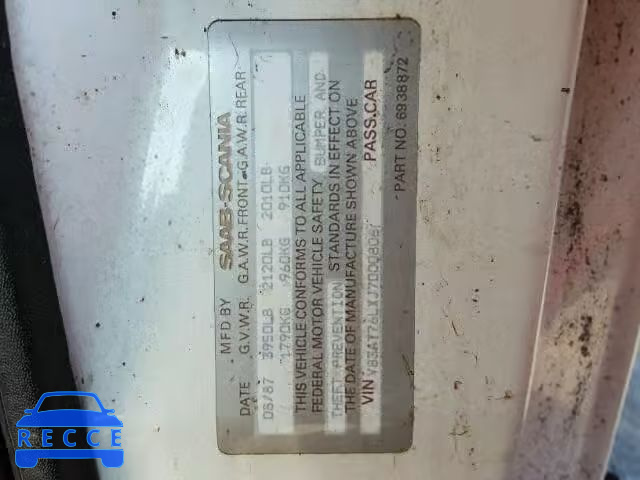 MFD BY SAAB-SCANIA
DATE G.V.W.R. G.A.W.R.FRONT-G.A.W.R.REAR
08/87 3950LB 2120LB 2010LB
1790KG 960KG 910KG
THIS VEHICLE CONFORMS TO ALL APPLICABLE
FEDERAL MOTOR VEHICLE SAFETY, BUMPER AND
THEFT PREVENTION STANDARDS IN EFFECT ON
THE DATE OF MANUFACTURE SHOWN ABOVE
VIN PASS.CAR
PART NO. 6938872
RECCE